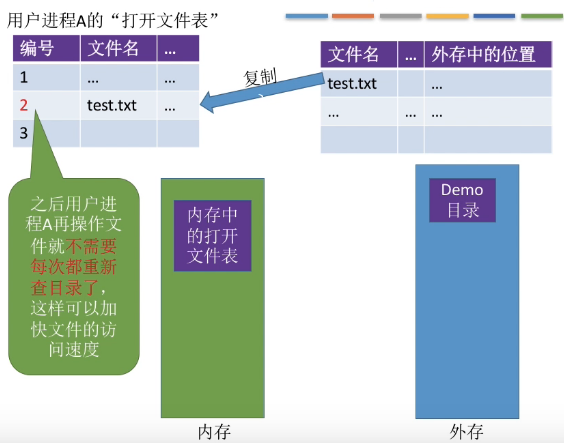 用户进程A的“打开文件表”
编号 文件名 ...
1 ... ...
2 test.txt ...
3
复制
文件名 ... 外存中的位置
test.txt ...
... ... ...
之后用户进
程A再操作文
件就不需要
每次都重新
查目录了，
这样可以加
快文件的访
问速度
内存中
的打开
文件表
内存
Demo
目录
外存